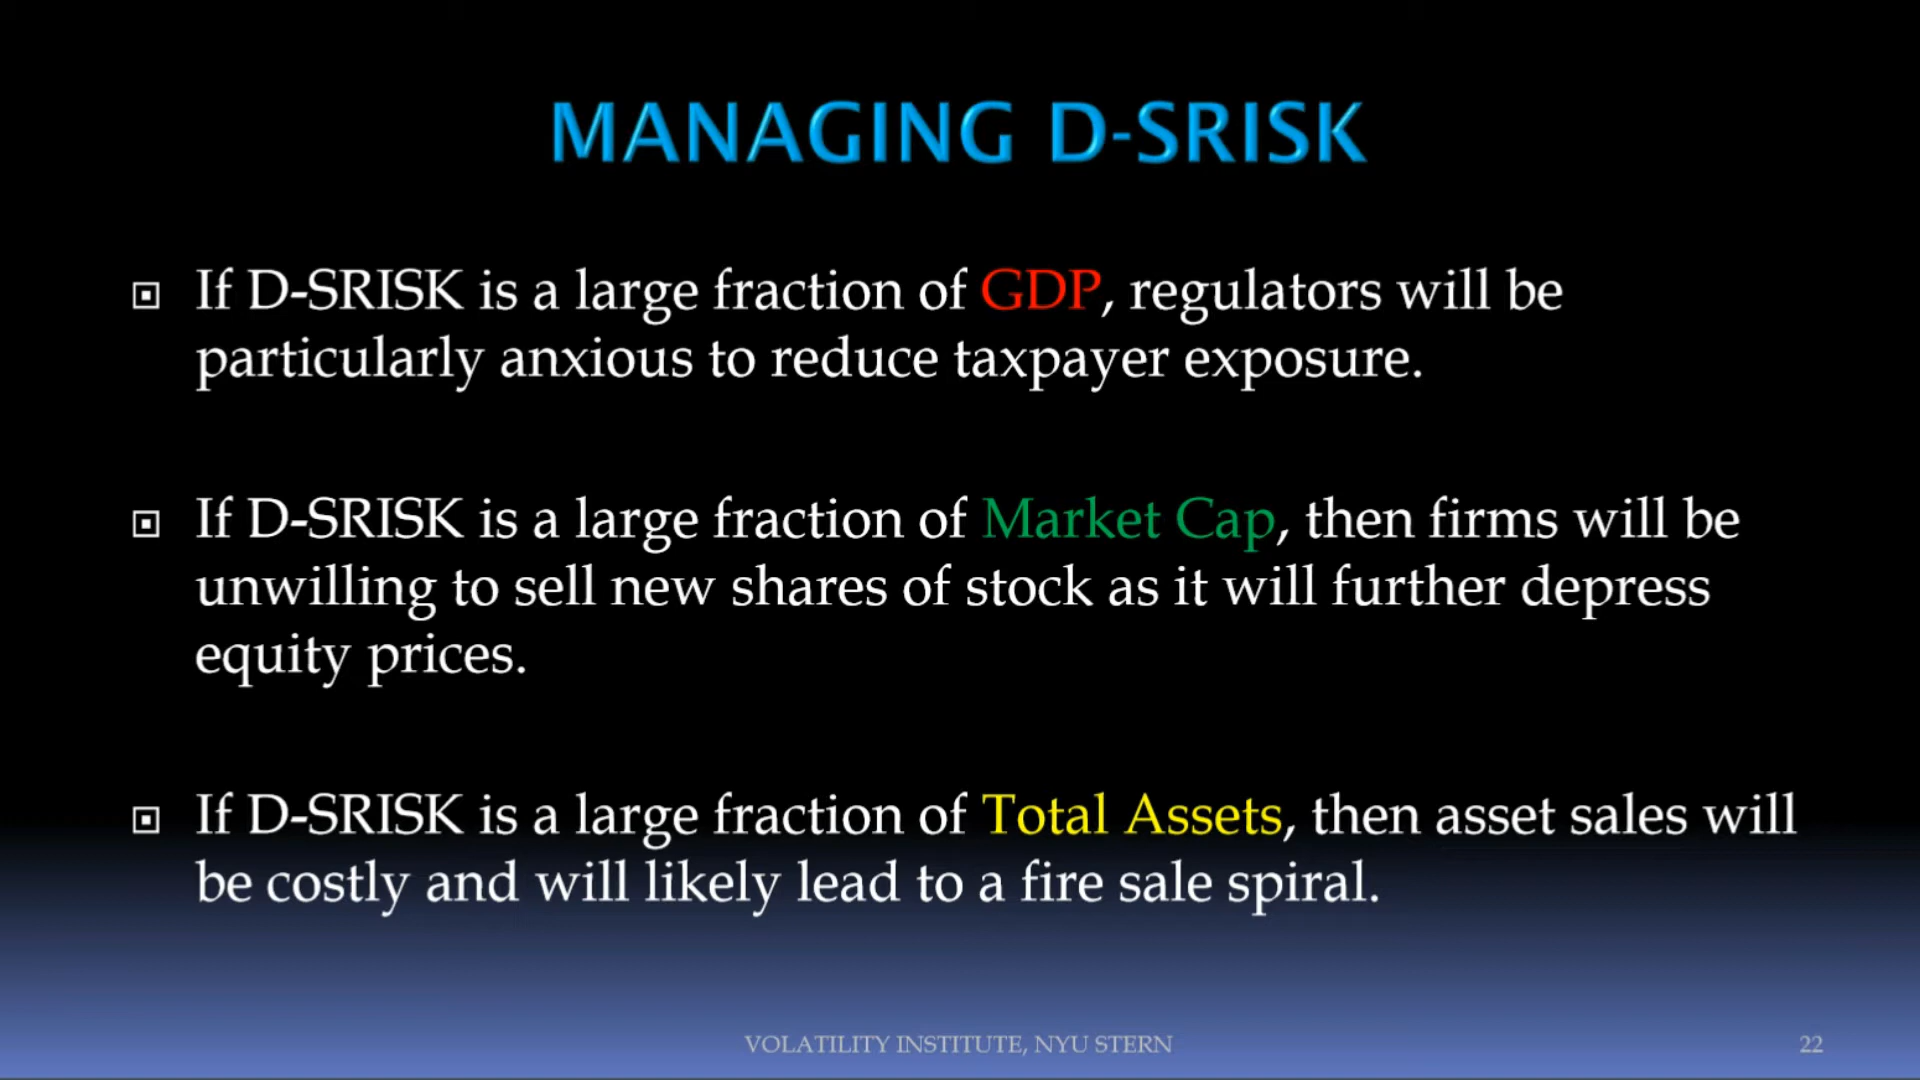 MANAGING D-SRISK
If D-SRISK is a large fraction of GDP, regulators will be
particularly anxious to reduce taxpayer exposure.
If D-SRISK is a large fraction of Market Cap, then firms will be
unwilling to sell new shares of stock as it will further depress
equity prices.
If D-SRISK is a large fraction of Total Assets, then asset sales will
be costly and will likely lead to a fire sale spiral.
VOLATILITY INSTITUTE, NYU STERN
22